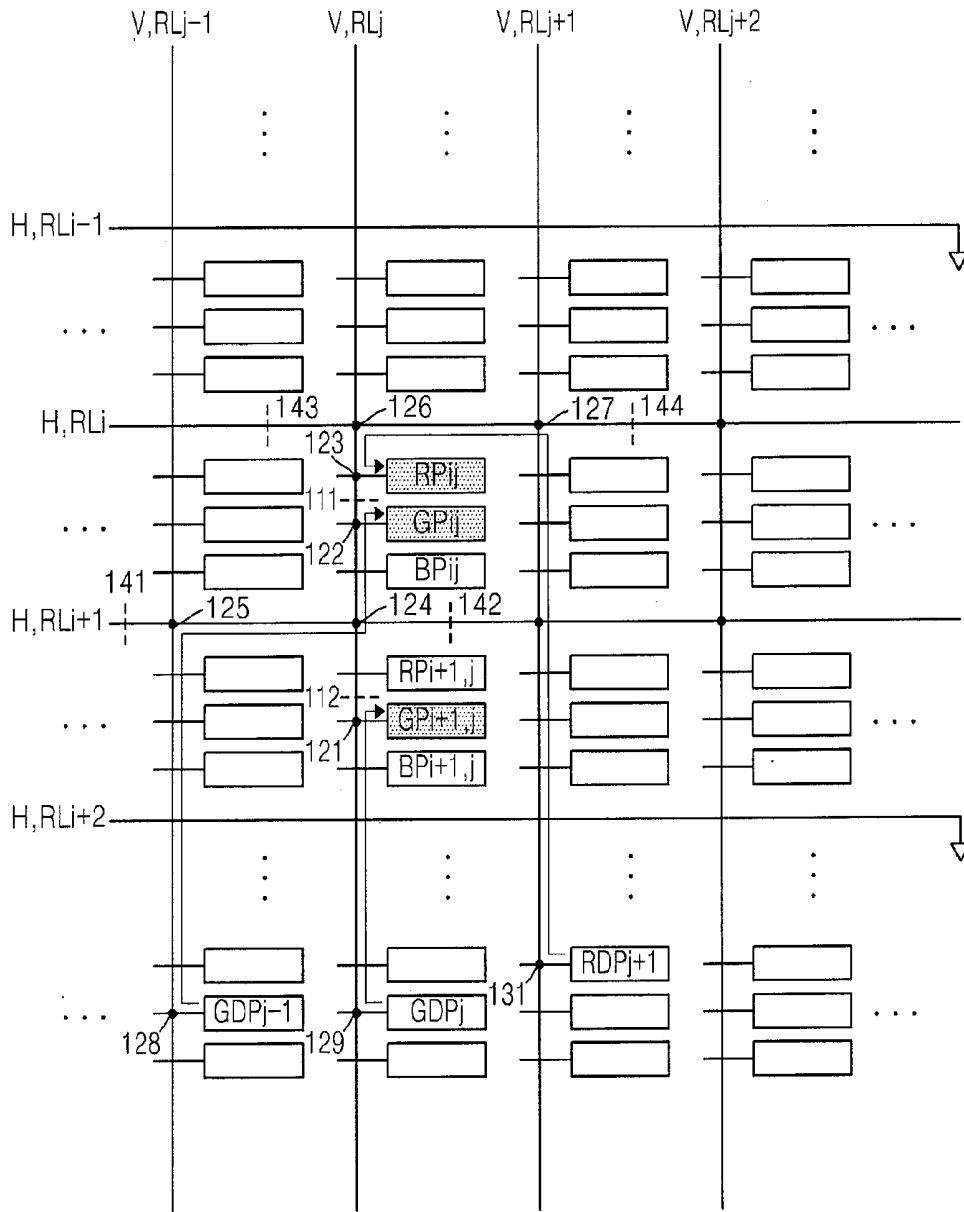 V,RLj-1 V,RLj V,RLj+1 V,RLj+2
H,RLi-1
H,RLi 143 126 127 144
123 RPij
111 GPij
122 BPij
141
H,RLi+1 125 124 142
RPi+1,j
112 GPi+1,j
121 BPi+1,j
H,RLi+2
RDPj+1
131
GDPj-1 GDPj
128 129